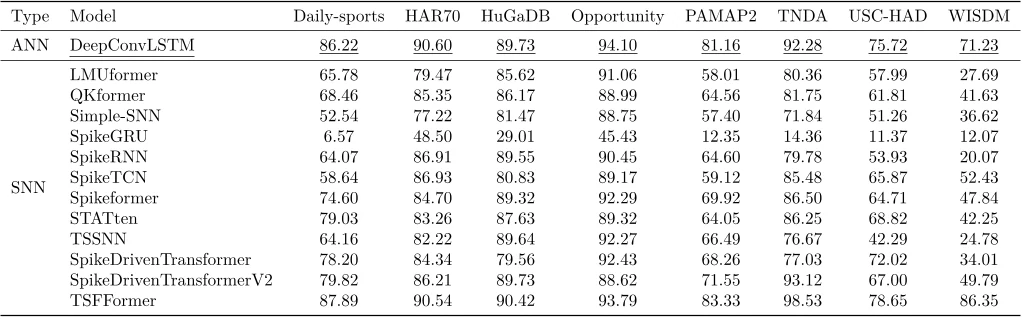 Type Model Daily-sports HAR70 HuGaDB Opportunity PAMAP2 TNDA USC-HAD WISDM
ANN DeepConvLSTM 86.22 90.60 89.73 94.10 81.16 92.28 75.72 71.23
LMUformer 65.78 79.47 85.62 91.06 58.01 80.36 57.99 27.69
QKformer 68.46 85.35 86.17 88.99 64.56 81.75 61.81 41.63
Simple-SNN 52.54 77.22 81.47 88.75 57.40 71.84 51.26 36.62
SpikeGRU 6.57 48.50 29.01 45.43 12.35 14.36 11.37 12.07
SpikeRNN 64.07 86.91 89.55 90.45 64.60 79.78 53.93 20.07
SpikeTCN 58.64 86.93 80.83 89.17 59.12 85.48 65.87 52.43
SNN
Spikeformer 74.60 84.70 89.32 92.29 69.92 86.50 64.71 47.84
STATten 79.03 83.26 87.63 89.32 64.05 86.25 68.82 42.25
TSSNN 64.16 82.22 89.64 92.27 66.49 76.67 42.29 24.78
SpikeDrivenTransformer 78.20 84.34 79.56 92.43 68.26 77.03 72.02 34.01
SpikeDrivenTransformerV2 79.82 86.21 89.73 88.62 71.55 93.12 67.00 49.79
TSFFormer 87.89 90.54 90.42 93.79 83.33 98.53 78.65 86.35